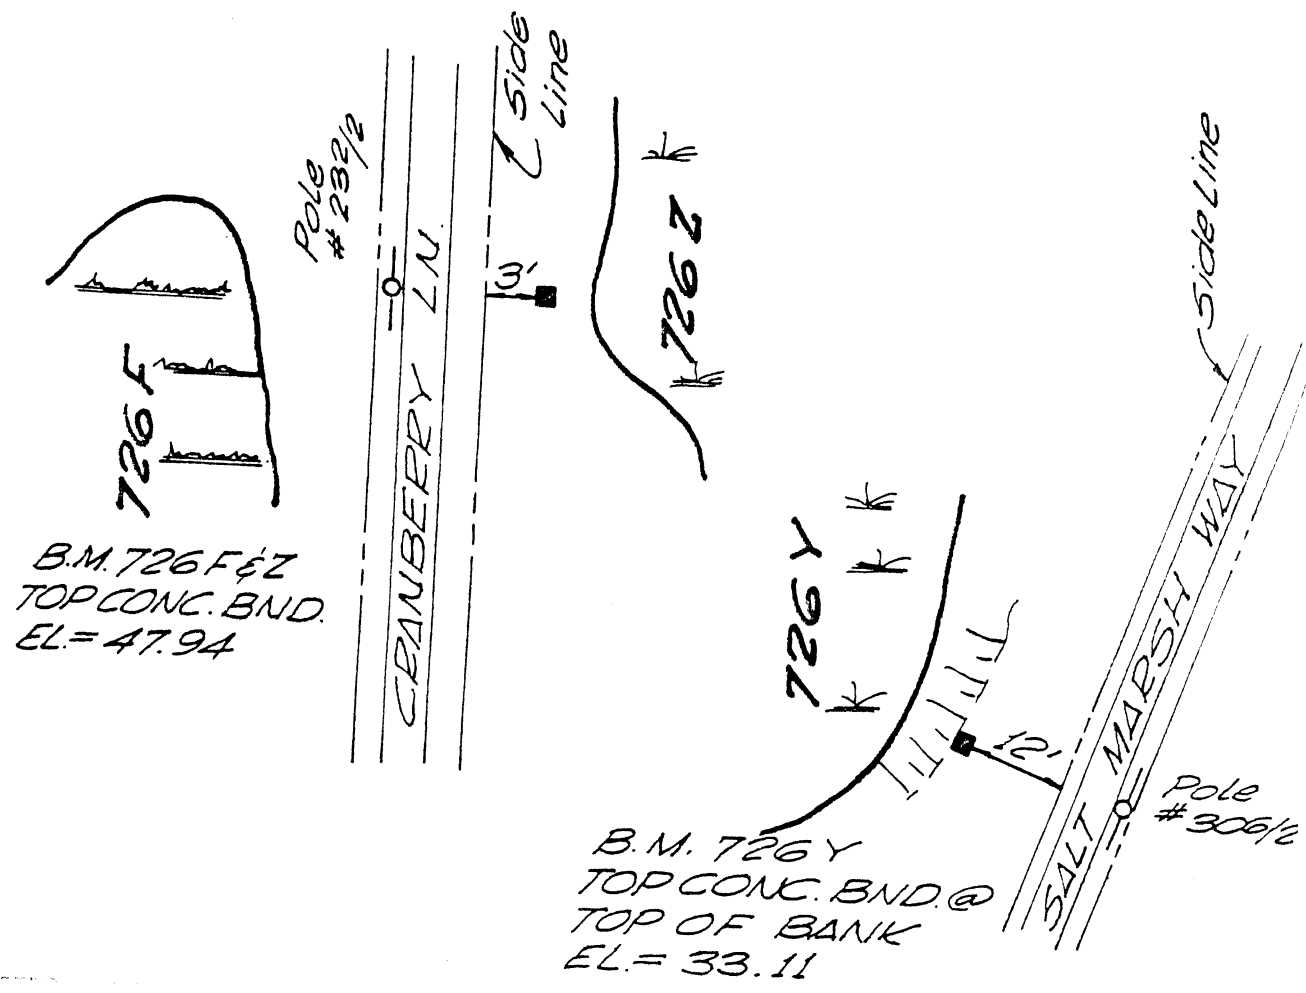 Side
Line
Pole
# 232/2
Side Line
3'
726 Z
CRANBERRY LN.
726 F
B.M. 726 F & Z
TOP CONC. BND.
EL. = 47.94
726 Y
12'
SALT MARSH WAY
Pole
# 306/2
B.M. 726 Y
TOP CONC. BND. @
TOP OF BANK
EL. = 33.11